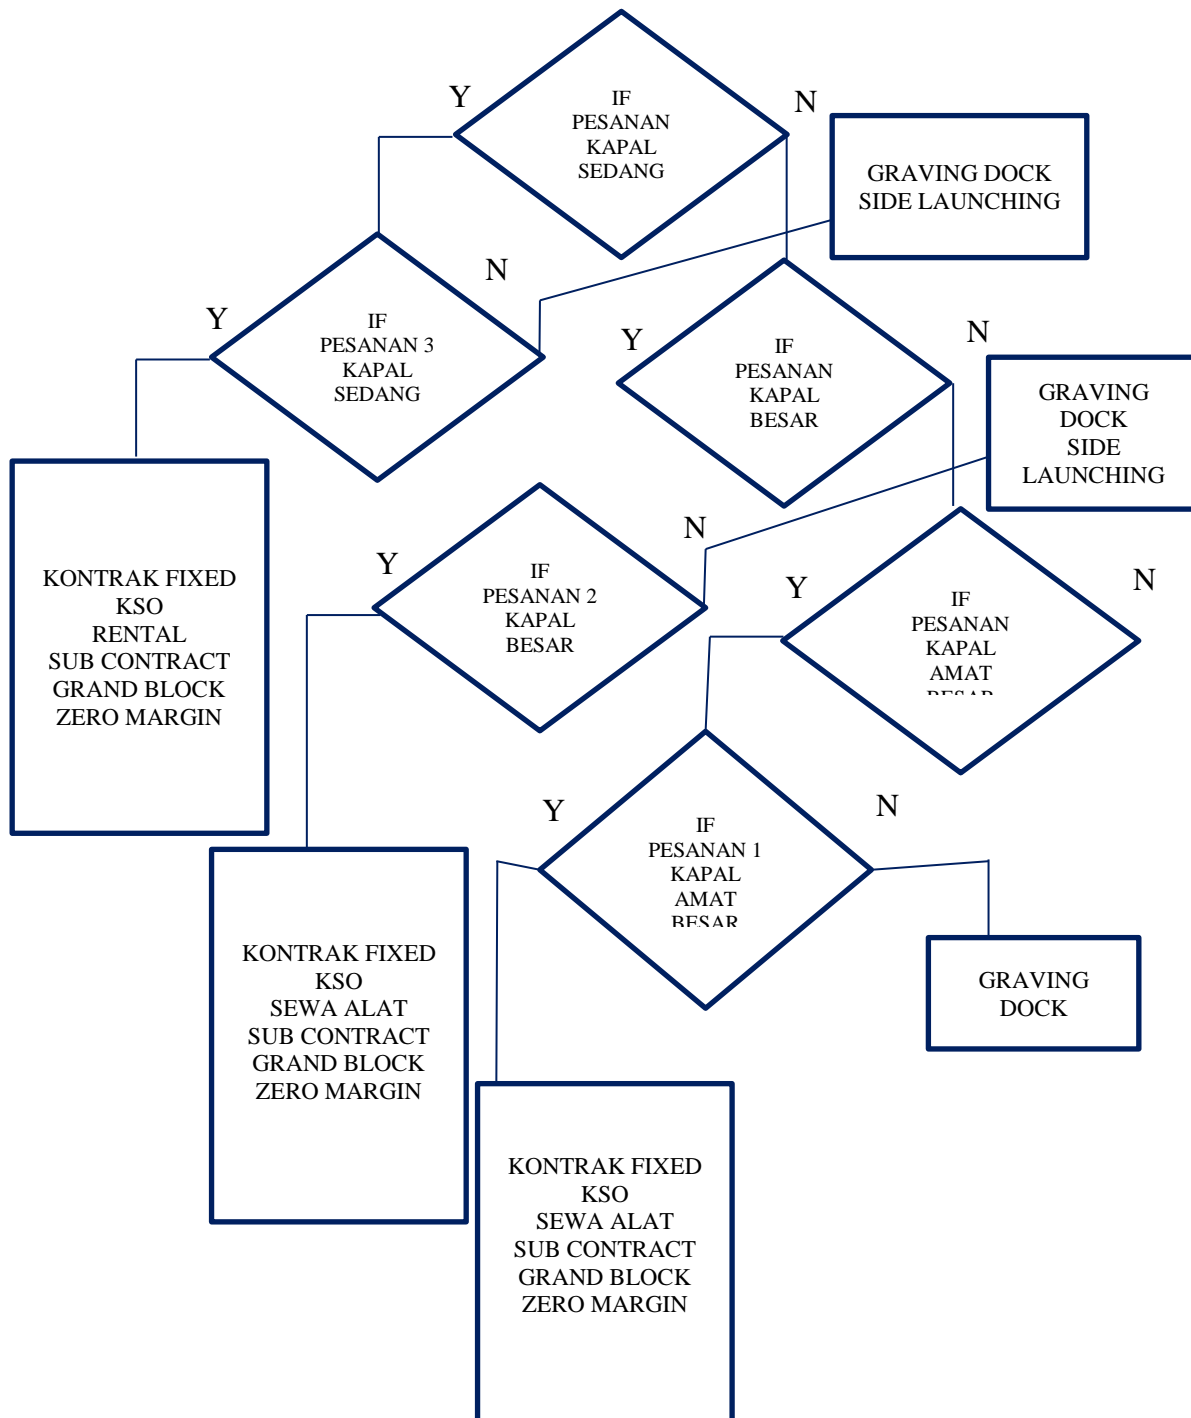 Y
IF
PESANAN
KAPAL
SEDANG
N
GRAVING DOCK
SIDE LAUNCHING
Y
IF
PESANAN 3
KAPAL
SEDANG
N
Y
IF
PESANAN
KAPAL
BESAR
N
GRAVING
DOCK
SIDE
LAUNCHING
KONTRAK FIXED
KSO
RENTAL
SUB CONTRACT
GRAND BLOCK
ZERO MARGIN
Y
IF
PESANAN 2
KAPAL
BESAR
N
Y
IF
PESANAN
KAPAL
AMAT
BESAR
N
Y
IF
PESANAN 1
KAPAL
AMAT
BESAR
N
KONTRAK FIXED
KSO
SEWA ALAT
SUB CONTRACT
GRAND BLOCK
ZERO MARGIN
GRAVING
DOCK
KONTRAK FIXED
KSO
SEWA ALAT
SUB CONTRACT
GRAND BLOCK
ZERO MARGIN